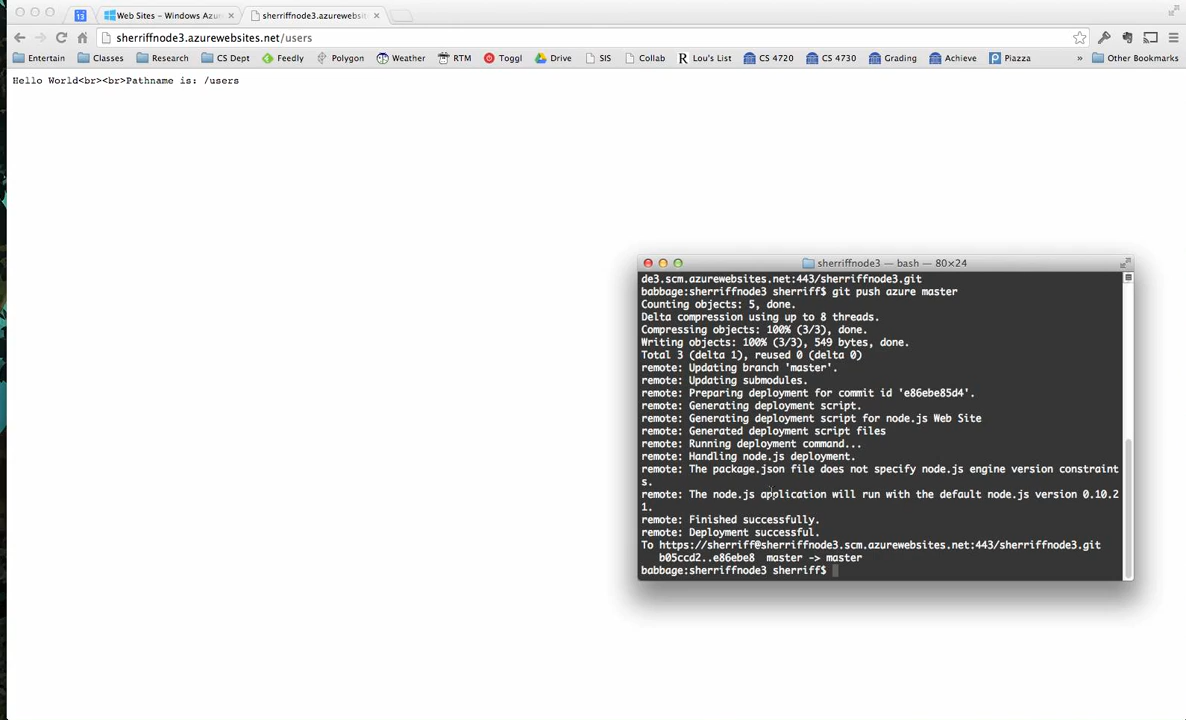 13
Web Sites - Windows Azu
sherriffnode3.azurewebsit
sherriffnode3.azurewebsites.net/users
Entertain
Classes
Research
CS Dept
Feedly
Polygon
Weather
RTM
Toggl
Drive
SIS
Collab
R Lou's List
CS 4720
CS 4730
Grading
Achieve
Piazza
»
Other Bookmarks
Hello World<br><br>Pathname is: /users
sherriffnode3 — bash — 80×24
de3.scm.azurewebsites.net:443/sherriffnode3.git
babbage:sherriffnode3 sherriff$ git push azure master
Counting objects: 5, done.
Delta compression using up to 8 threads.
Compressing objects: 100% (3/3), done.
Writing objects: 100% (3/3), 549 bytes, done.
Total 3 (delta 1), reused 0 (delta 0)
remote: Updating branch 'master'.
remote: Updating submodules.
remote: Preparing deployment for commit id 'e86ebe85d4'.
remote: Generating deployment script.
remote: Generating deployment script for node.js Web Site
remote: Generated deployment script files
remote: Running deployment command...
remote: Handling node.js deployment.
remote: The package.json file does not specify node.js engine version constraint
s.
remote: The node.js application will run with the default node.js version 0.10.2
1.
remote: Finished successfully.
remote: Deployment successful.
To https://sherriff@sherriffnode3.scm.azurewebsites.net:443/sherriffnode3.git
b05ccd2..e86ebe8  master -> master
babbage:sherriffnode3 sherriff$